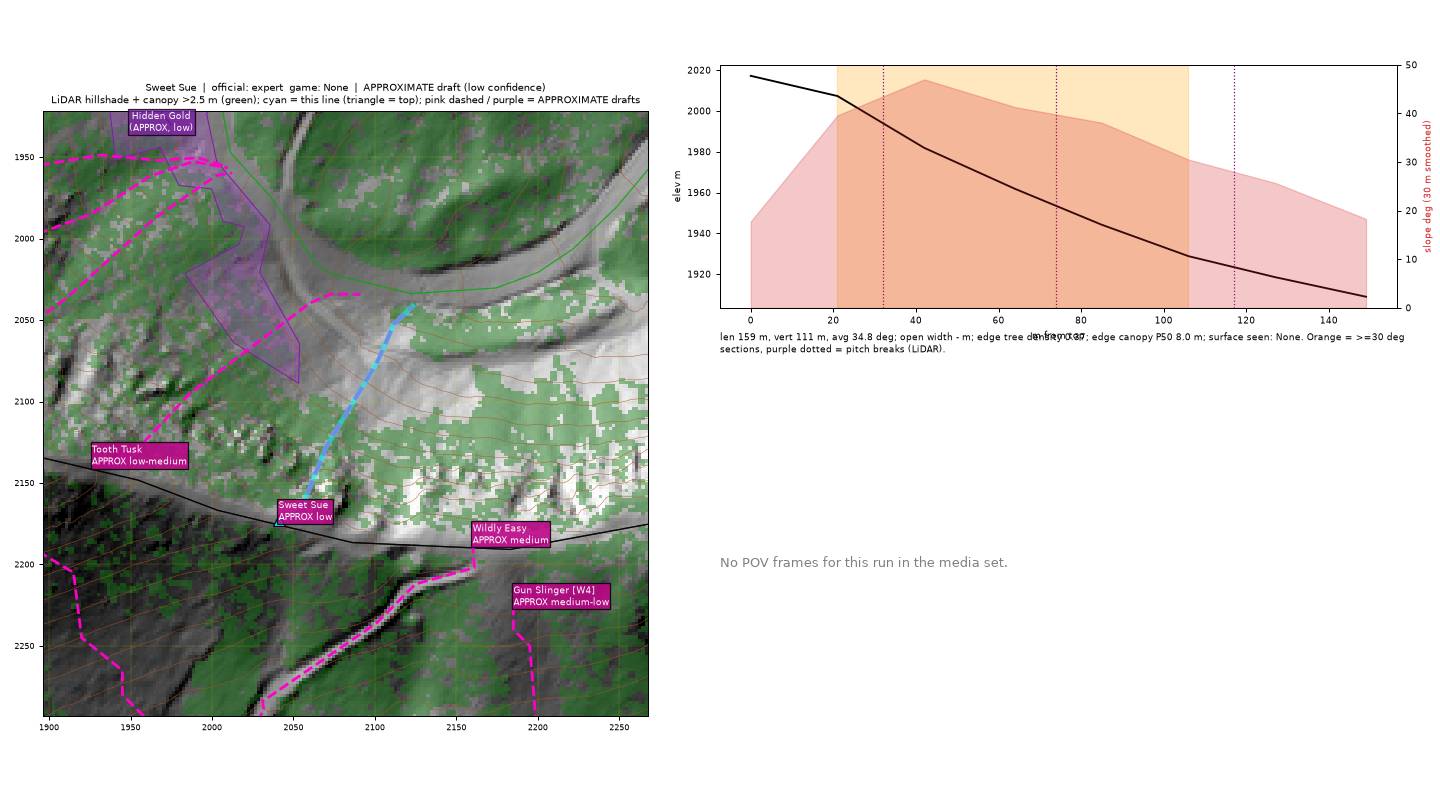 Sweet Sue | official: expert game: None | APPROXIMATE draft (low confidence)
LiDAR hillshade + canopy >2.5 m (green); cyan = this line (triangle = top); pink dashed / purple = APPROXIMATE drafts
Hidden Gold
(APPROX, low)
Tooth Tusk
APPROX low-medium
Sweet Sue
APPROX low
Wildly Easy
APPROX medium
Gun Slinger [W4]
APPROX medium-low
1950
2000
2050
2100
2150
2200
2250
1900 1950 2000 2050 2100 2150 2200 2250
elev m
2020
2000
1980
1960
1940
1920
0 20 40 60 80 100 120 140
50
40
30
20
10
0
slope deg (30 m smoothed)
m from top
len 159 m, vert 111 m, avg 34.8 deg; open width - m; edge tree density 0.37; edge canopy P50 8.0 m; surface seen: None. Orange = >=30 deg
sections, purple dotted = pitch breaks (LiDAR).
No POV frames for this run in the media set.